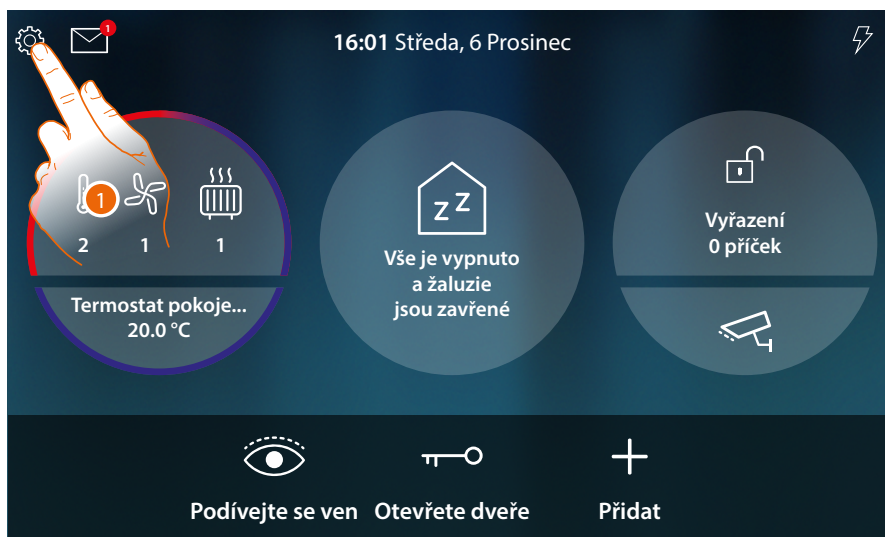 1
16:01 Středa, 6 Prosinec
1
2 1 1
Termostat pokoje...
20.0 °C
z Z
Vše je vypnuto
a žaluzie
jsou zavřené
Vyřazení
0 příček
Podívejte se ven Otevřete dveře Přidat